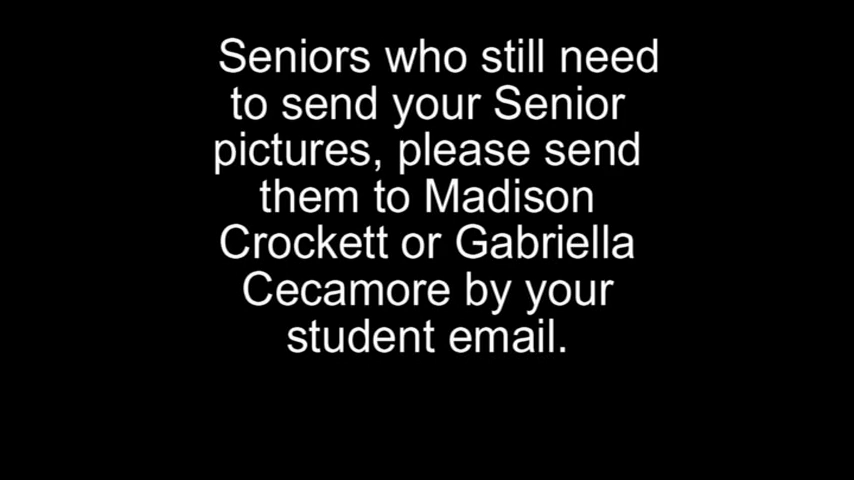 Seniors who still need
to send your Senior
pictures, please send
them to Madison
Crockett or Gabriella
Cecamore by your
student email.